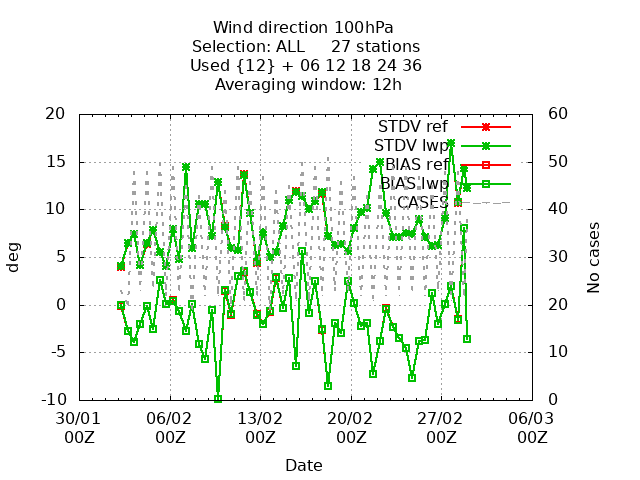 Wind direction 100hPa
Selection: ALL 27 stations
Used {12} + 06 12 18 24 36
Averaging window: 12h
20 60
STDV ref
STDV lwp
15 50
BIAS ref
BIAS lwp
CASES
10 40
5 30
0 20
-5 10
-10 0
deg
No cases
30/01 06/02 13/02 20/02 27/02 06/03
00Z 00Z 00Z 00Z 00Z 00Z
Date